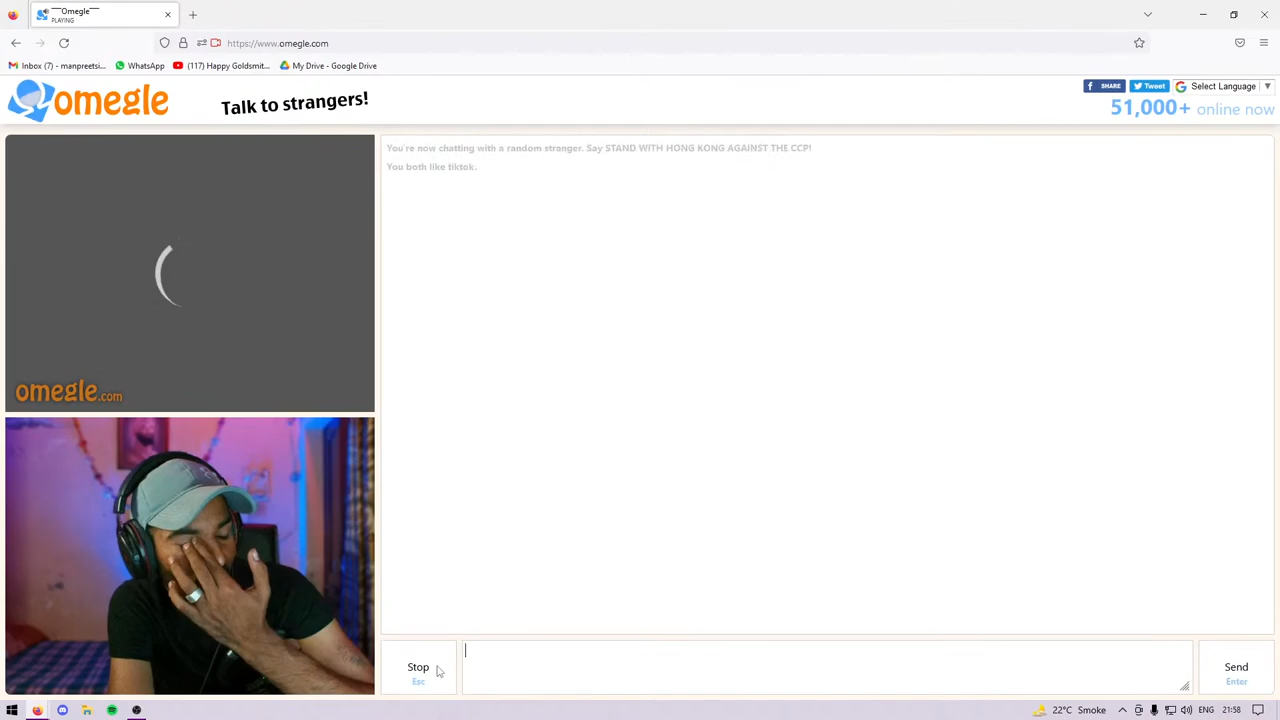 Omegle
PLAYING
https://www.omegle.com
Inbox (7) - manpreetsi... WhatsApp (117) Happy Goldsmit... My Drive - Google Drive
omegle Talk to strangers! SHARE Tweet Select Language
51,000+ online now
You're now chatting with a random stranger. Say STAND WITH HONG KONG AGAINST THE CCP!
You both like tiktok.
omegle.com
Stop
Esc
Send
Enter
22°C Smoke ENG 21:58